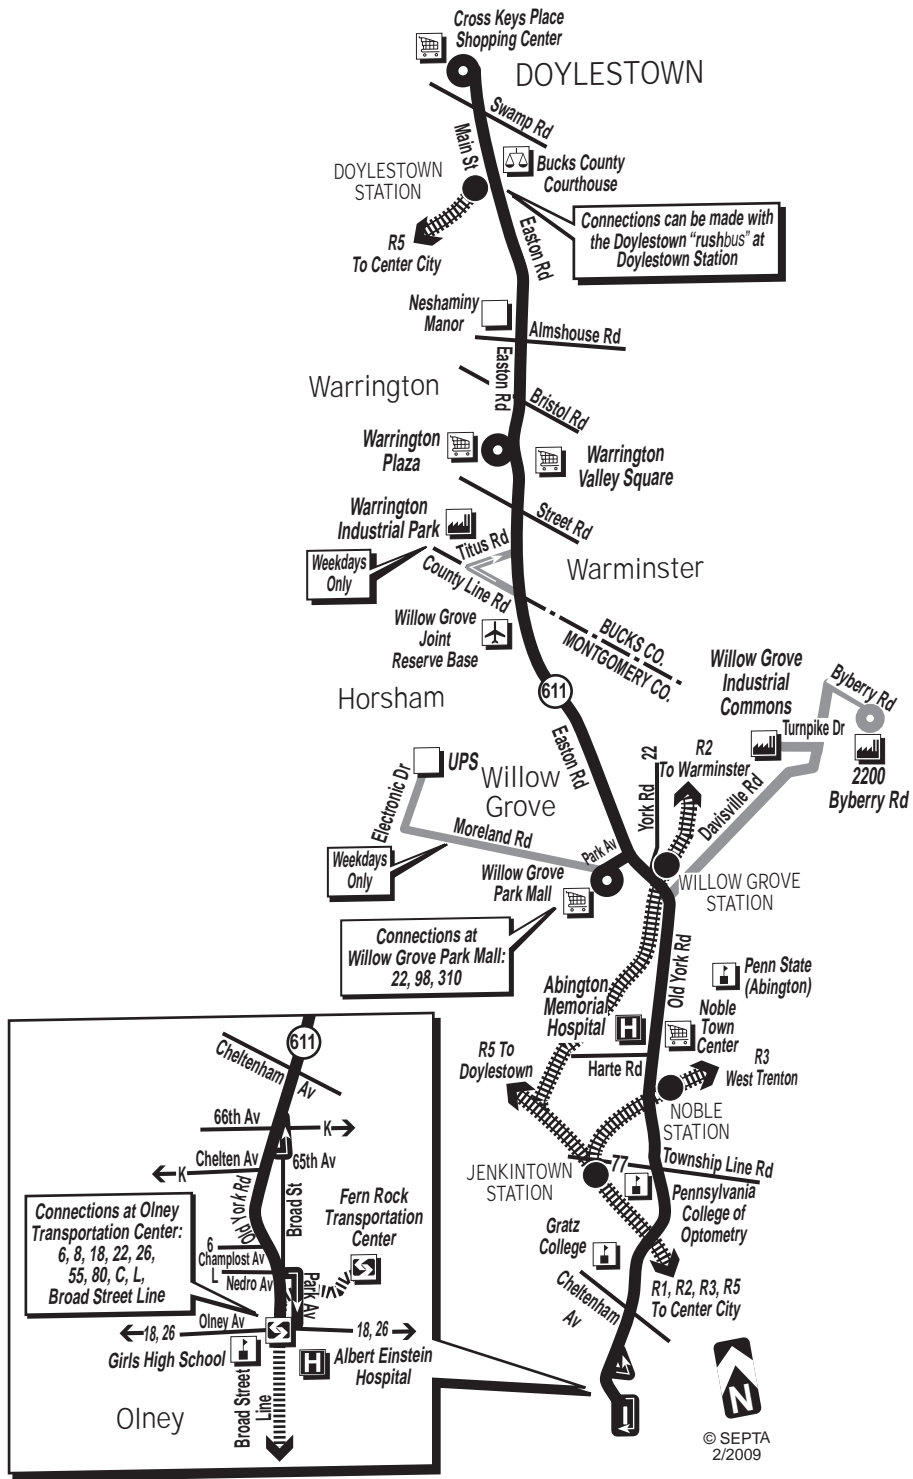 Cross Keys Place
Shopping Center
DOYLESTOWN
Swamp Rd
Main St
DOYLESTOWN
STATION
Bucks County
Courthouse
Connections can be made with
the Doylestown “rushbus” at
Doylestown Station
Easton Rd
R5
To Center City
Neshaminy
Manor
Almshouse Rd
Easton Rd
Warrington
Bristol Rd
Warrington
Plaza
Warrington
Valley Square
Warrington
Industrial Park
Street Rd
Titus Rd
Weekdays
Only
County Line Rd
Warminster
Willow Grove
Joint
Reserve Base
BUCKS CO.
MONTGOMERY CO.
Horsham
611
Willow Grove
Industrial
Commons
Byberry Rd
Turnpike Dr
2200
Byberry Rd
Easton Rd
22
York Rd
R2
To Warminster
Davisville Rd
UPS
Electronic Dr
Willow
Grove
Moreland Rd
Park Av
Weekdays
Only
Willow Grove
Park Mall
WILLOW GROVE
STATION
Connections at
Willow Grove Park Mall:
22, 98, 310
Old York Rd
Penn State
(Abington)
Abington
Memorial
Hospital
H
Noble
Town
Center
R5 To
Doylestown
Harte Rd
R3
West Trenton
NOBLE
STATION
JENKINTOWN
STATION
77
Township Line Rd
Pennsylvania
College of
Optometry
Gratz
College
R1, R2, R3, R5
To Center City
Cheltenham
Av
N
© SEPTA
2/2009
611
Cheltenham
Av
66th Av
K
65th Av
Chelten Av
K
Old York Rd
Broad St
Fern Rock
Transportation
Center
Connections at Olney
Transportation Center:
6, 8, 18, 22, 26,
55, 80, C, L,
Broad Street Line
6
Champlost Av
L
Nedro Av
Park Av
Olney Av
18, 26
18, 26
Girls High School
H
Albert Einstein
Hospital
Broad Street
Line
Olney